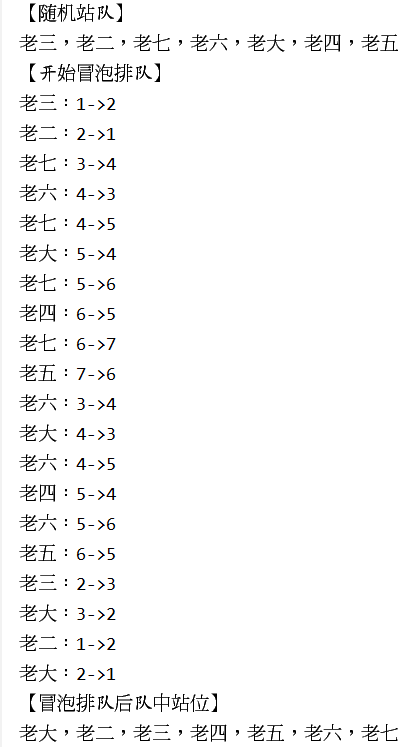 【随机站队】
老三，老二，老七，老六，老大，老四，老五
【开始冒泡排队】
老三：1->2
老二：2->1
老七：3->4
老六：4->3
老七：4->5
老大：5->4
老七：5->6
老四：6->5
老七：6->7
老五：7->6
老六：3->4
老大：4->3
老六：4->5
老四：5->4
老六：5->6
老五：6->5
老三：2->3
老大：3->2
老二：1->2
老大：2->1
【冒泡排队后队中站位】
老大，老二，老三，老四，老五，老六，老七